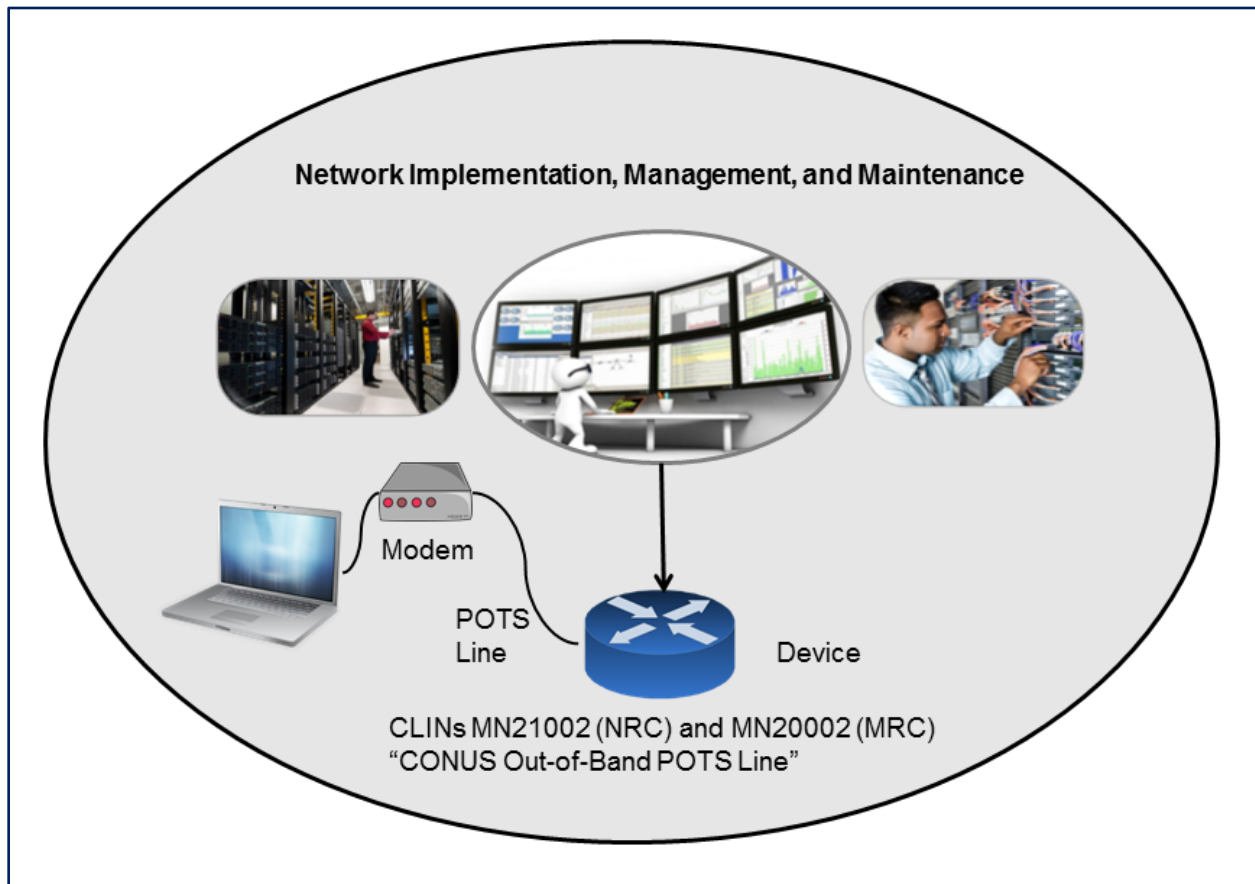 Network Implementation, Management, and Maintenance
Modem
POTS
Line
Device
CLINs MN21002 (NRC) and MN20002 (MRC)
“CONUS Out-of-Band POTS Line”